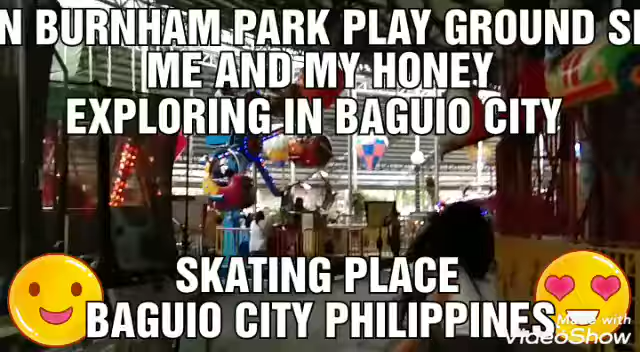 N BURNHAM PARK PLAY GROUND S
ME AND MY HONEY
EXPLORING IN BAGUIO CITY
SKATING PLACE
BAGUIO CITY PHILIPPINES
Made with
VideoShow